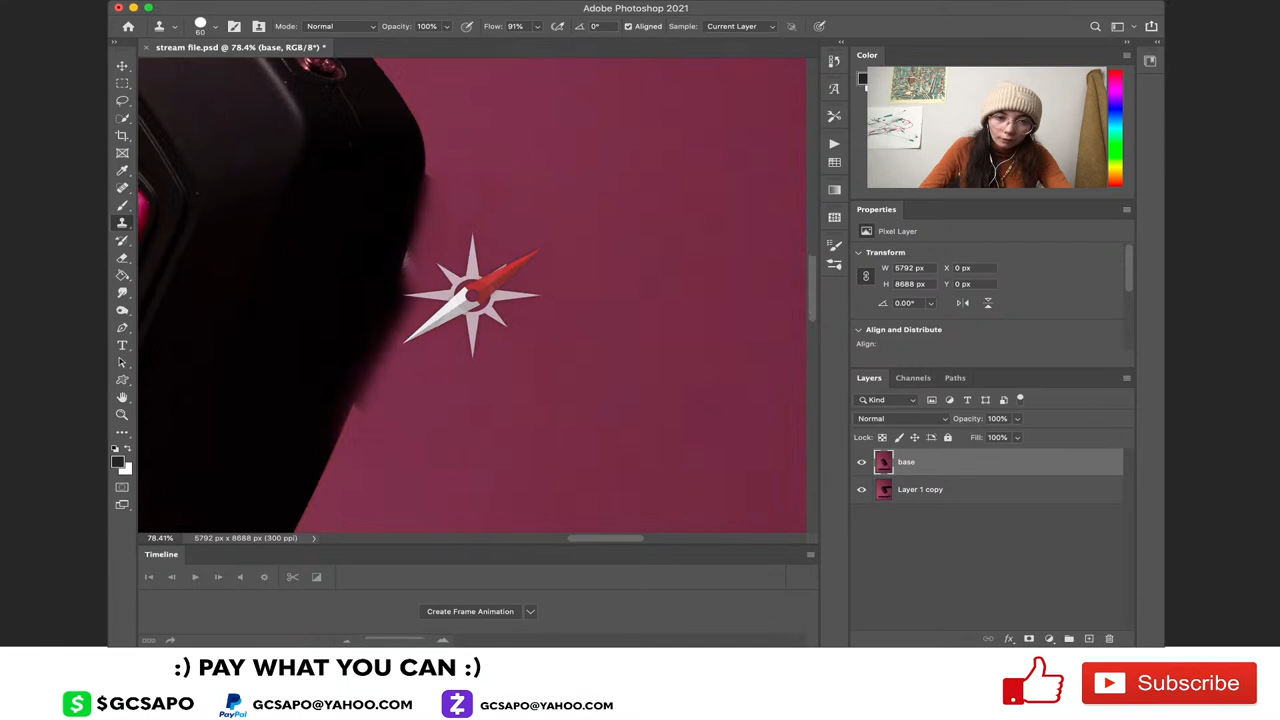 Adobe Photoshop 2021
60
Mode: Normal Opacity: 100% Flow: 91% 0° Aligned Sample: Current Layer
stream file.psd @ 78.4% (base, RGB/8*) *
Color
Properties
Pixel Layer
Transform
W 5792 px X 0 px
H 8688 px Y 0 px
0.00°
Align and Distribute
Align:
Layers Channels Paths
Kind
Normal Opacity: 100%
Lock: Fill: 100%
base
Layer 1 copy
78.41% 5792 px x 8688 px (300 ppi)
Timeline
Create Frame Animation
fx
:) PAY WHAT YOU CAN :)
$GCSAPO
PayPal
GCSAPO@YAHOO.COM
GCSAPO@YAHOO.COM
Subscribe